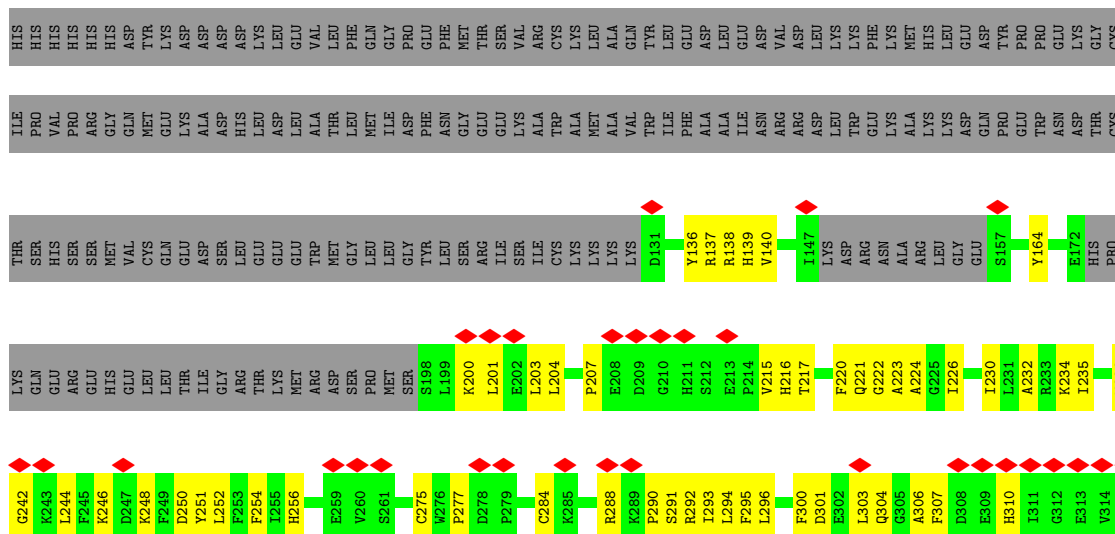 HIS HIS HIS HIS HIS HIS ASP TYR LYS ASP ASP ASP ASP LYS LEU GLU VAL LEU PHE GLN GLY PRO GLU PHE MET THR SER VAL ARG CYS LYS LEU ALA GLN TYR LEU GLU ASP LEU GLU ASP VAL ASP LEU LYS LYS PHE LYS MET HIS LEU GLU ASP TYR PRO PRO GLU LYS GLY CYS
ILE PRO VAL PRO ARG GLY GLN MET GLU LYS ALA ASP HIS LEU ASP LEU ALA THR LEU MET ILE ASP PHE ASN GLY GLU GLU LYS ALA TRP ALA MET ALA VAL TRP ILE PHE ALA ALA ILE ASN ARG ARG ASP LEU TRP GLU LYS ALA LYS LYS ASP GLN PRO GLU TRP ASN ASP THR CYS
THR SER HIS SER SER MET VAL CYS GLN GLU ASP SER LEU GLU GLU GLU TRP MET GLY LEU LEU GLY TYR LEU SER ARG ILE SER ILE CYS LYS LYS LYS LYS D131 Y136 R137 R138 H139 V140 I147 LYS ASP ARG ASN ALA ARG LEU GLY GLU S157 Y164 E172 HIS PRO
LYS GLN GLU ARG GLU HIS GLU LEU LEU THR ILE GLY ARG THR LYS MET ARG ASP SER PRO MET SER S198 L199 K200 L201 E202 L203 L204 P207 E208 D209 G210 H211 S212 E213 P214 V215 H216 T217 F220 Q221 G222 A223 A224 G225 I226 I230 L231 A232 R233 K234 I235
G242 K243 L244 F245 K246 D247 K248 F249 D250 Y251 L252 F253 F254 I255 H256 E259 V260 S261 C275 W276 P277 D278 P279 C284 K285 R288 K289 P290 S291 R292 I293 L294 F295 L296 F300 D301 E302 L303 Q304 G305 A306 F307 D308 E309 H310 I311 G312 E313 V314